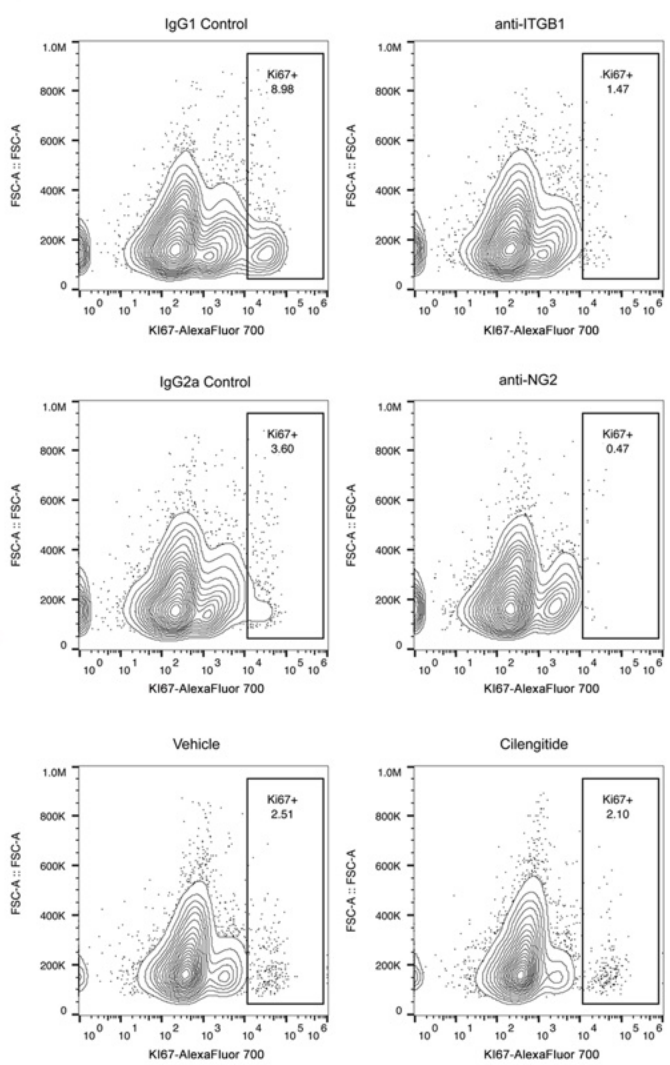 IgG1 Control
1.0M
800K
600K
400K
200K
0
FSC-A :: FSC-A
Ki67+
8.98
10^0 10^1 10^2 10^3 10^4 10^5 10^6
KI67-AlexaFluor 700
anti-ITGB1
1.0M
800K
600K
400K
200K
0
FSC-A :: FSC-A
Ki67+
1.47
10^0 10^1 10^2 10^3 10^4 10^5 10^6
KI67-AlexaFluor 700
IgG2a Control
1.0M
800K
600K
400K
200K
0
FSC-A :: FSC-A
Ki67+
3.60
10^0 10^1 10^2 10^3 10^4 10^5 10^6
KI67-AlexaFluor 700
anti-NG2
1.0M
800K
600K
400K
200K
0
FSC-A :: FSC-A
Ki67+
0.47
10^0 10^1 10^2 10^3 10^4 10^5 10^6
KI67-AlexaFluor 700
Vehicle
1.0M
800K
600K
400K
200K
0
FSC-A :: FSC-A
Ki67+
2.51
10^0 10^1 10^2 10^3 10^4 10^5 10^6
KI67-AlexaFluor 700
Cilengitide
1.0M
800K
600K
400K
200K
0
FSC-A :: FSC-A
Ki67+
2.10
10^0 10^1 10^2 10^3 10^4 10^5 10^6
KI67-AlexaFluor 700